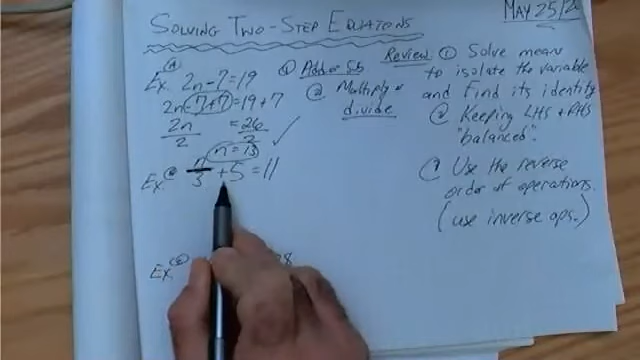 SOLVING TWO-STEP EQUATIONS
MAY 25/2
Ex. 2n-7=19
2n-7+7=19+7
2n = 26
2 2
n = 13
Ex. n/3 +5=11
Ex.
① Add or Sub
② Multiply or
divide
Review ① Solve means
to isolate the variable
and find its identity
② Keeping LHS & RHS
"balanced".
Use the reverse
order of operations.
(use inverse ops.)